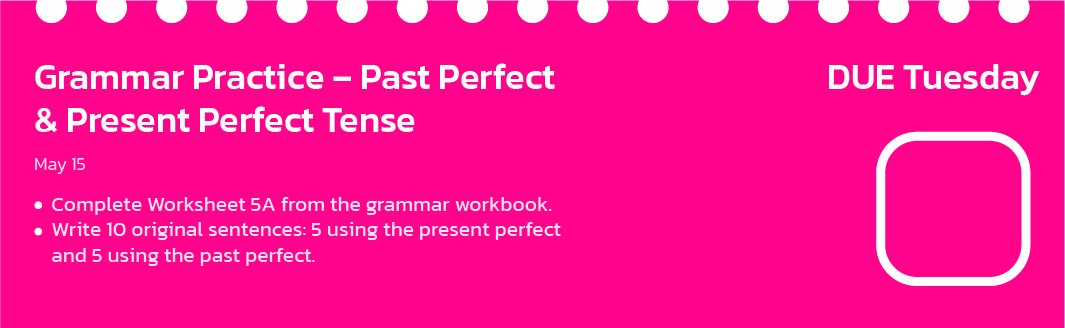 Grammar Practice – Past Perfect
& Present Perfect Tense
DUE Tuesday
May 15
• Complete Worksheet 5A from the grammar workbook.
• Write 10 original sentences: 5 using the present perfect
and 5 using the past perfect.